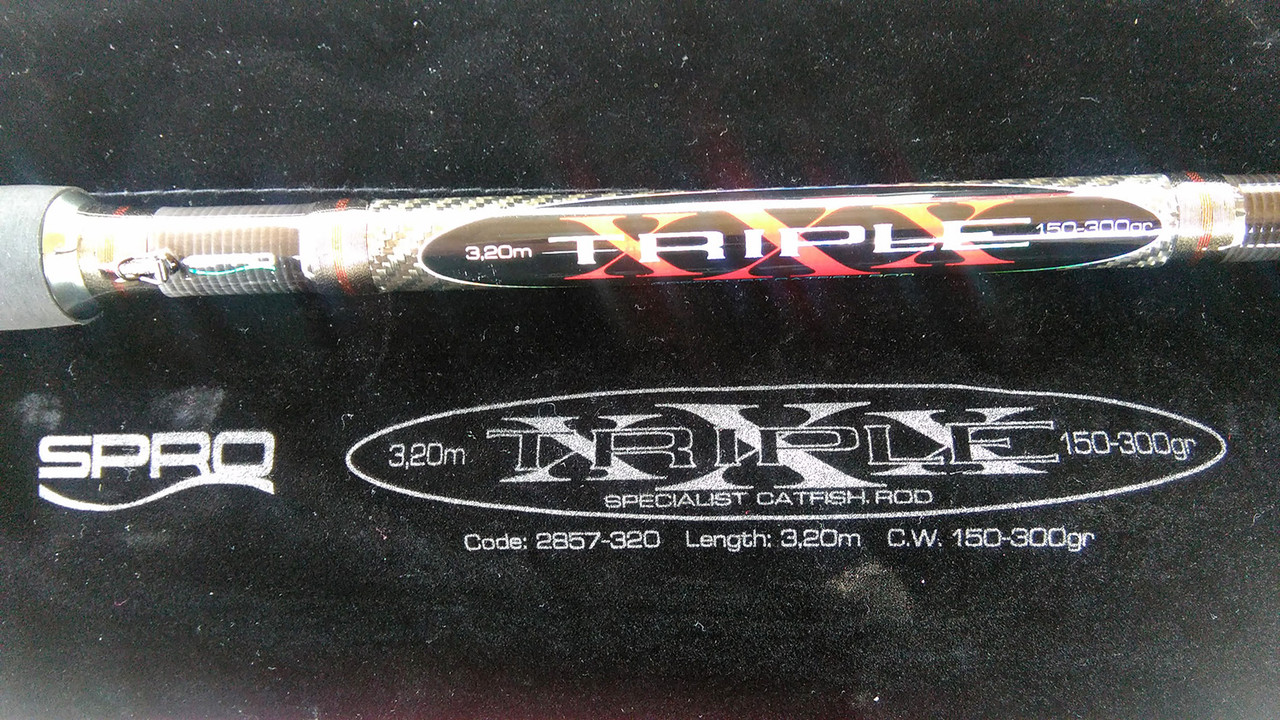 3,20m TRIPLE XXX 150-300gr
SPRO
3,20m TRIPLE XXX 150-300gr
SPECIALIST CATFISH ROD
Code: 2857-320 Length: 3,20m C.W. 150-300gr